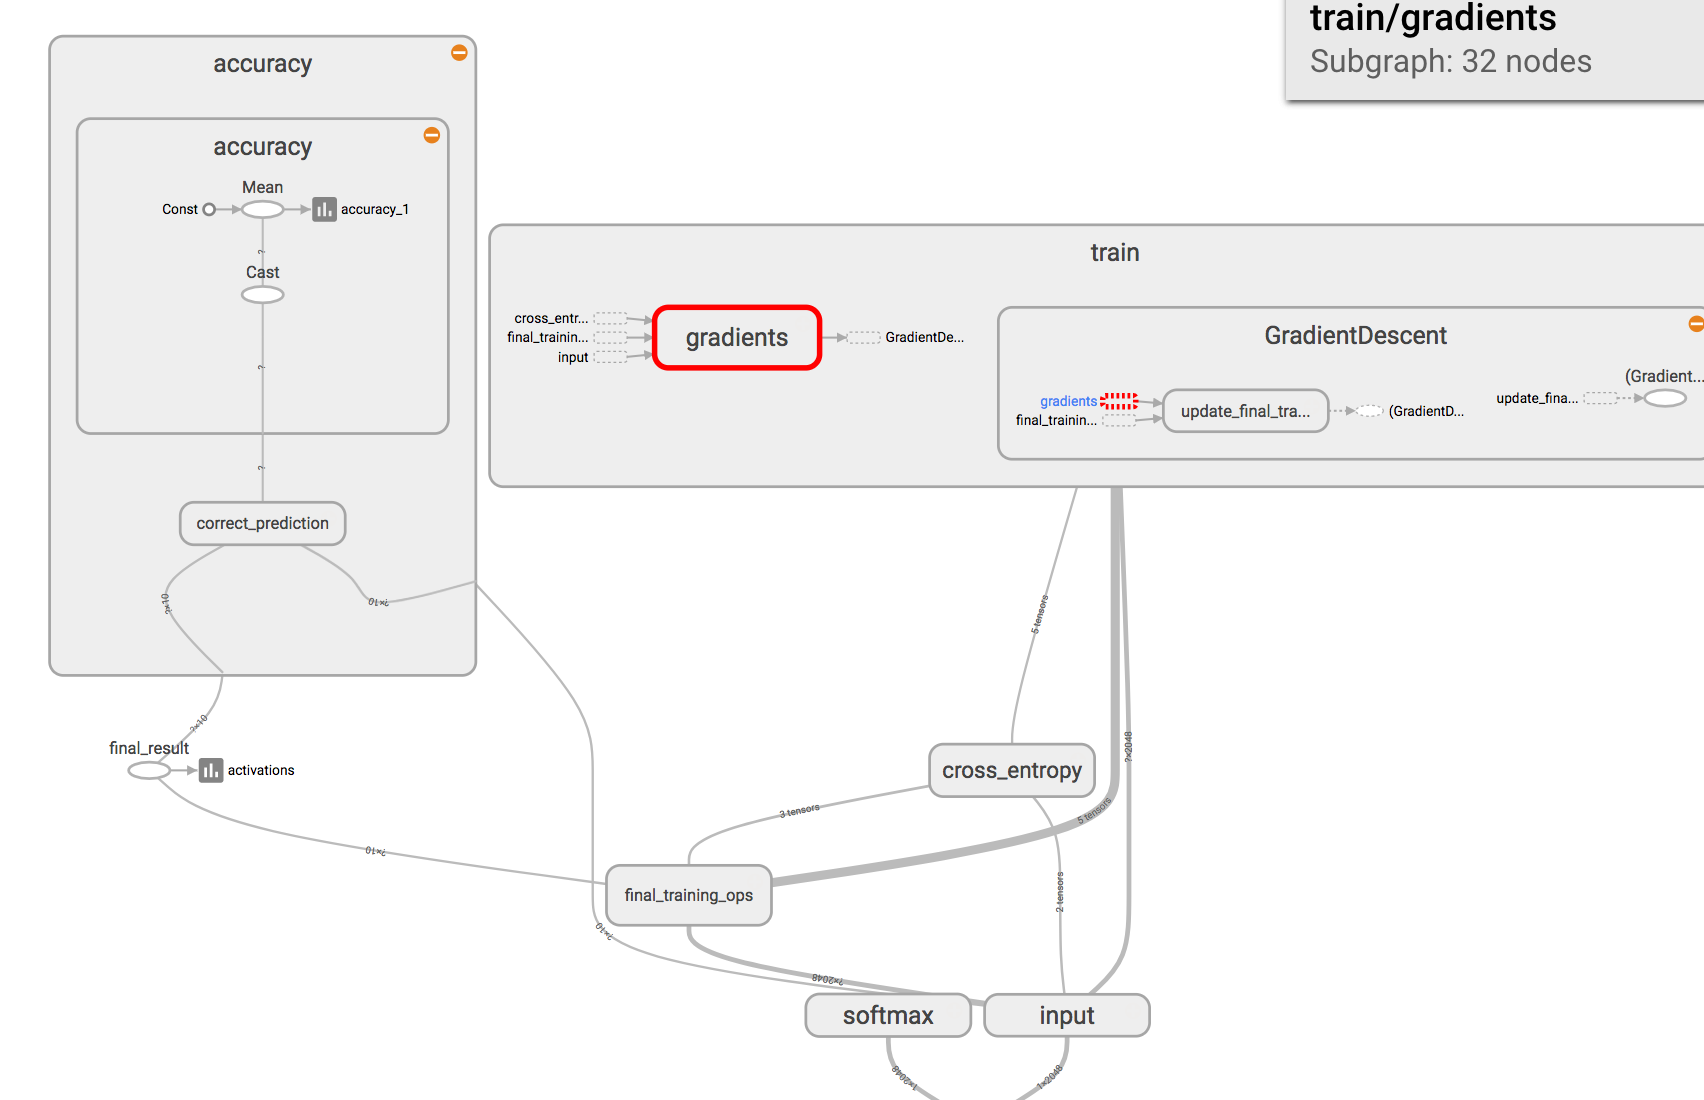 train/gradients
Subgraph: 32 nodes
accuracy
accuracy
Mean
Const
accuracy_1
?
Cast
?
?
correct_prediction
?×10
?×10
?×10
final_result
activations
?×10
train
cross_entr...
final_trainin...
input
gradients
GradientDe...
GradientDescent
gradients
final_trainin...
update_final_tra...
(GradientD...
update_fina...
(Gradient...
5 tensors
?×2048
cross_entropy
3 tensors
5 tensors
final_training_ops
2 tensors
?×10
?×2048
softmax
input
1×2048
1×2048